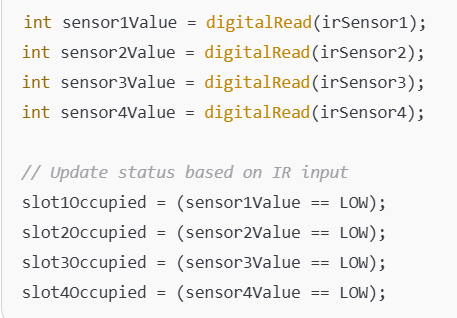 int sensor1Value = digitalRead(irSensor1);
int sensor2Value = digitalRead(irSensor2);
int sensor3Value = digitalRead(irSensor3);
int sensor4Value = digitalRead(irSensor4);
// Update status based on IR input
slot1Occupied = (sensor1Value == LOW);
slot2Occupied = (sensor2Value == LOW);
slot3Occupied = (sensor3Value == LOW);
slot4Occupied = (sensor4Value == LOW);